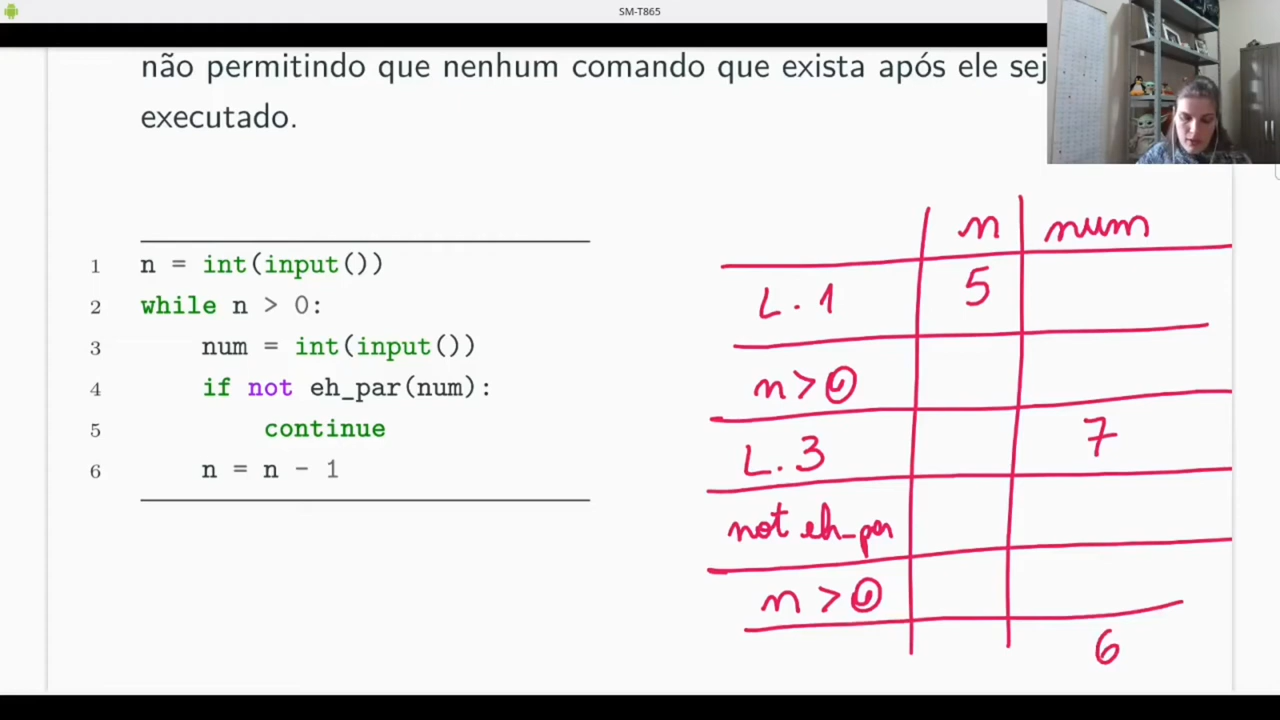 SM-T865
não permitindo que nenhum comando que exista após ele sej
executado.
1 n = int(input())
2 while n > 0:
3 num = int(input())
4 if not eh_par(num):
5 continue
6 n = n - 1
n num
L.1 5
n > 0
L.3 7
not eh_par
n > 0
6